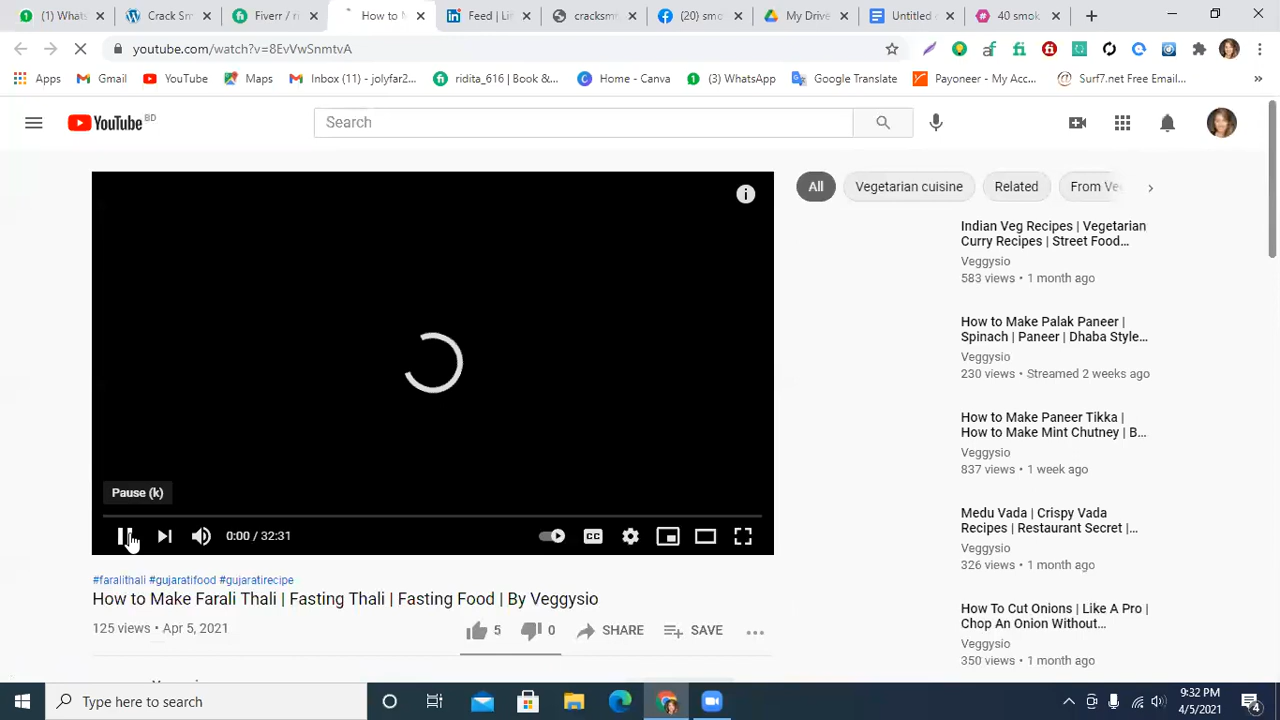 (1) WhatsApp
Crackin
Fiverr / r
How to M
Feed | Li
cracksm
(20) smo
My Drive
Untitled
40 smo
youtube.com/watch?v=8EvVwSnmtvA
Apps
Gmail
YouTube
Maps
Inbox (11) - jolyfar2...
ridita_616 | Book &...
Home - Canva
(3) WhatsApp
Google Translate
Payoneer - My Acc...
Surf7.net Free Email...
YouTube BD
Search
All
Vegetarian cuisine
Related
From Ve
Indian Veg Recipes | Vegetarian
Curry Recipes | Street Food...
Veggysio
583 views • 1 month ago
How to Make Palak Paneer |
Spinach | Paneer | Dhaba Style...
Veggysio
230 views • Streamed 2 weeks ago
How to Make Paneer Tikka |
How to Make Mint Chutney | B...
Veggysio
837 views • 1 week ago
Medu Vada | Crispy Vada
Recipes | Restaurant Secret |...
Veggysio
326 views • 1 month ago
How To Cut Onions | Like A Pro |
Chop An Onion Without...
Veggysio
350 views • 1 month ago
Pause (k)
0:00 / 32:31
CC
#faralithali #gujaratifood #gujaratirecipe
How to Make Farali Thali | Fasting Thali | Fasting Food | By Veggysio
125 views • Apr 5, 2021
5
0
SHARE
SAVE
Type here to search
9:32 PM
4/5/2021
4